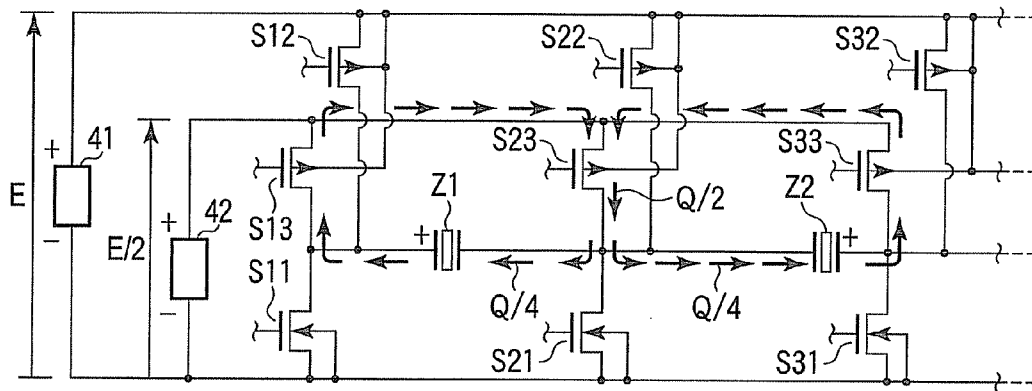 S12
S22
S32
+
41
S23
S33
E
Z1
Q/2
Z2
+
42
-
S13
+
+
E/2
S11
-
Q/4
Q/4
S21
S31